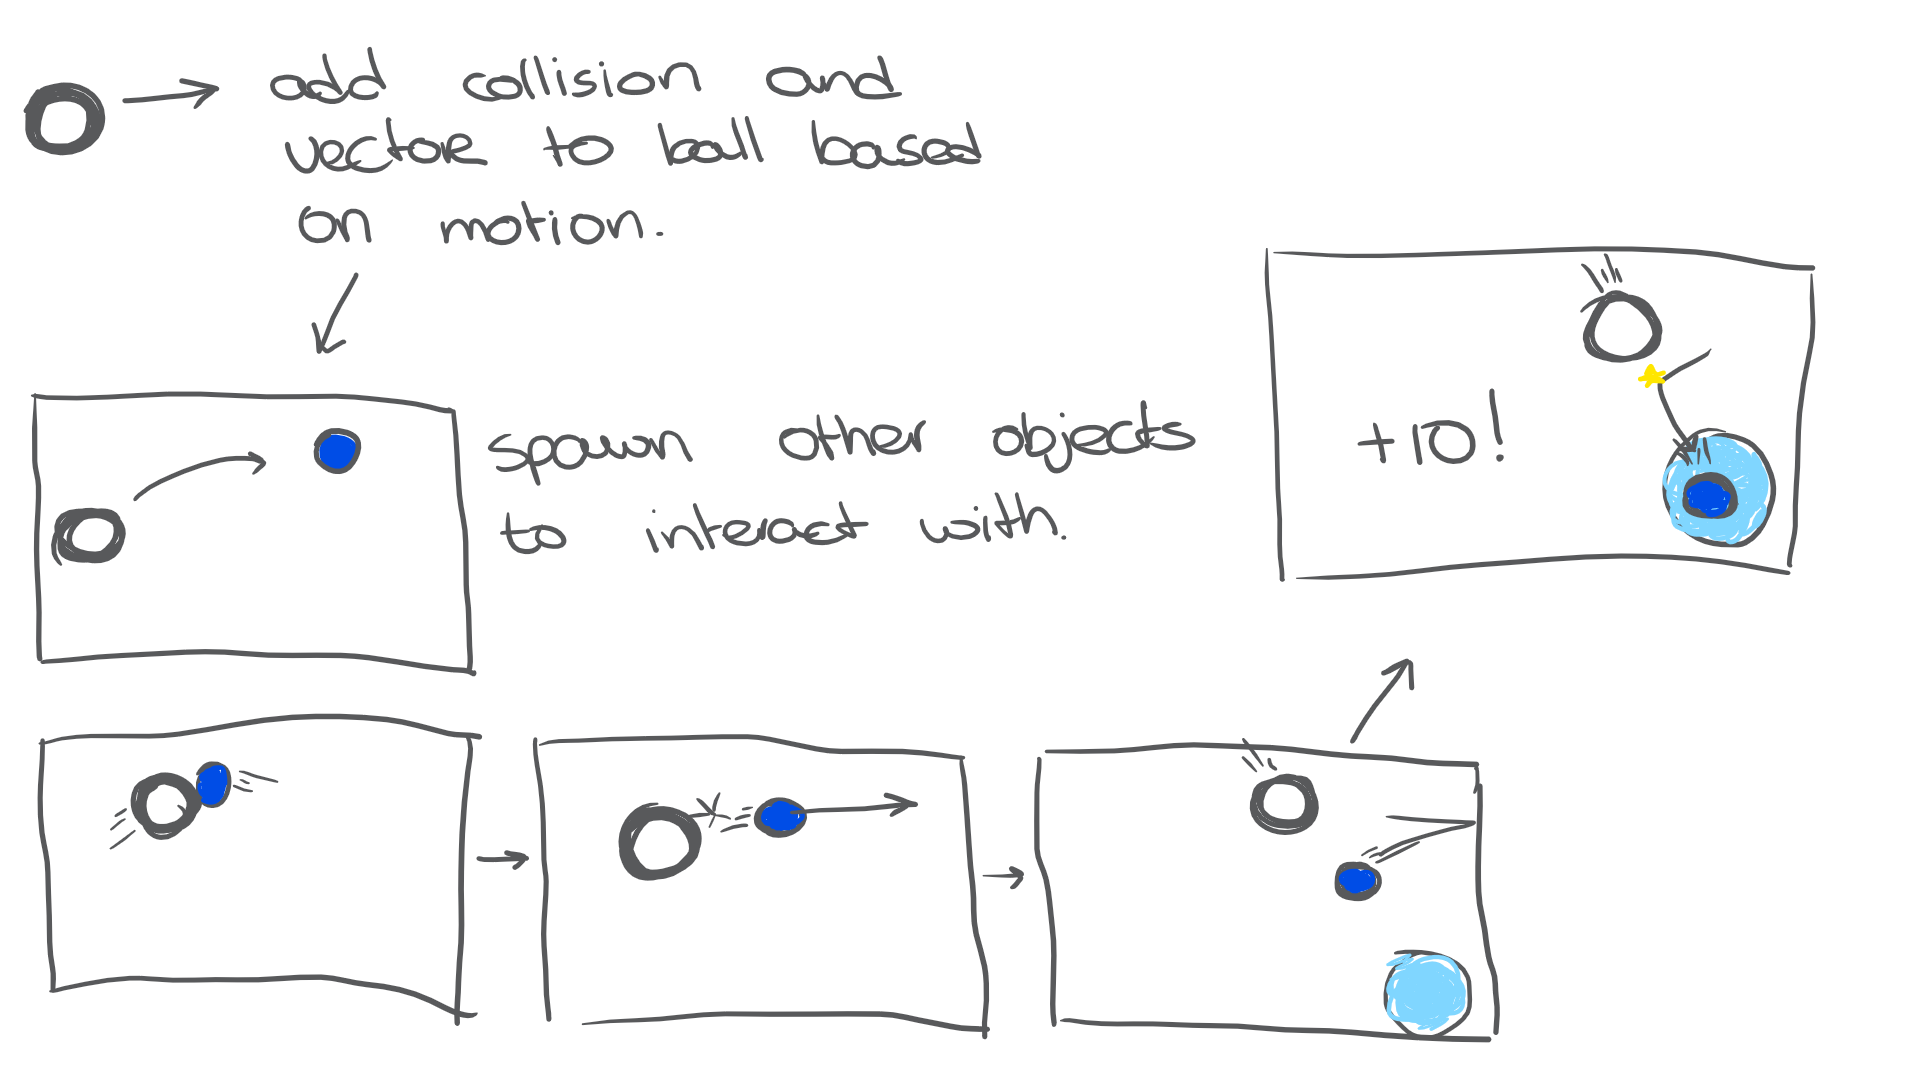 add collision and
vector to ball based
on motion.
spawn other objects
to interact with.
+10!